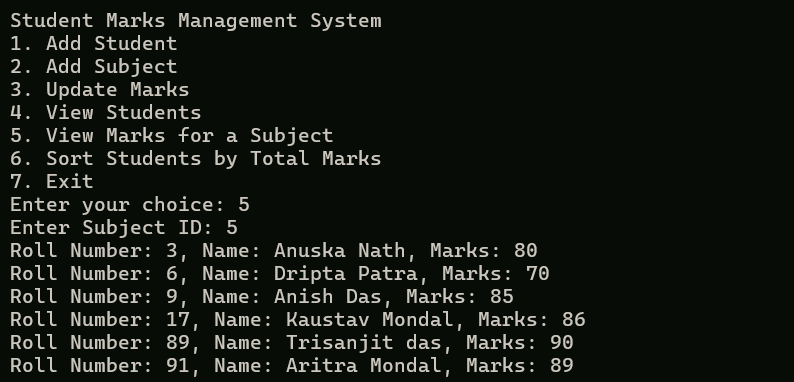 Student Marks Management System
1. Add Student
2. Add Subject
3. Update Marks
4. View Students
5. View Marks for a Subject
6. Sort Students by Total Marks
7. Exit
Enter your choice: 5
Enter Subject ID: 5
Roll Number: 3, Name: Anuska Nath, Marks: 80
Roll Number: 6, Name: Dripta Patra, Marks: 70
Roll Number: 9, Name: Anish Das, Marks: 85
Roll Number: 17, Name: Kaustav Mondal, Marks: 86
Roll Number: 89, Name: Trisanjit das, Marks: 90
Roll Number: 91, Name: Aritra Mondal, Marks: 89